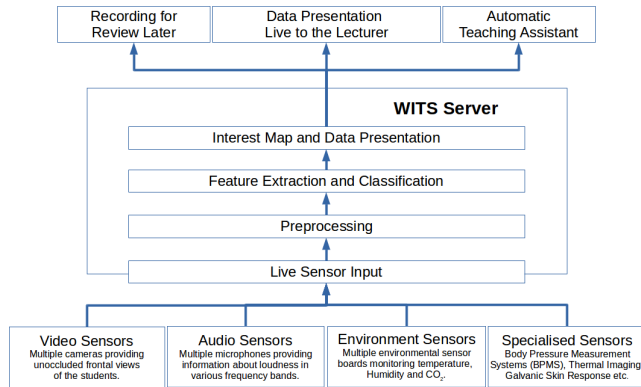 Recording for
Review Later
Data Presentation
Live to the Lecturer
Automatic
Teaching Assistant
WITS Server
Interest Map and Data Presentation
Feature Extraction and Classification
Preprocessing
Live Sensor Input
Video Sensors
Multiple cameras providing
unoccluded frontal views
of the students.
Audio Sensors
Multiple microphones providing
information about loudness in
various frequency bands.
Environment Sensors
Multiple environmental sensor
boards monitoring temperature,
Humidity and CO₂.
Specialised Sensors
Body Pressure Measurement
Systems (BPMS), Thermal Imaging
Galvanic Skin Response etc.